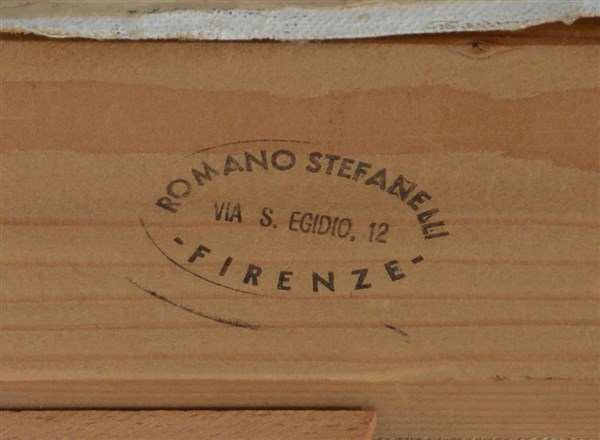 ROMANO STEFANELLI
VIA S. EGIDIO, 12
- FIRENZE -